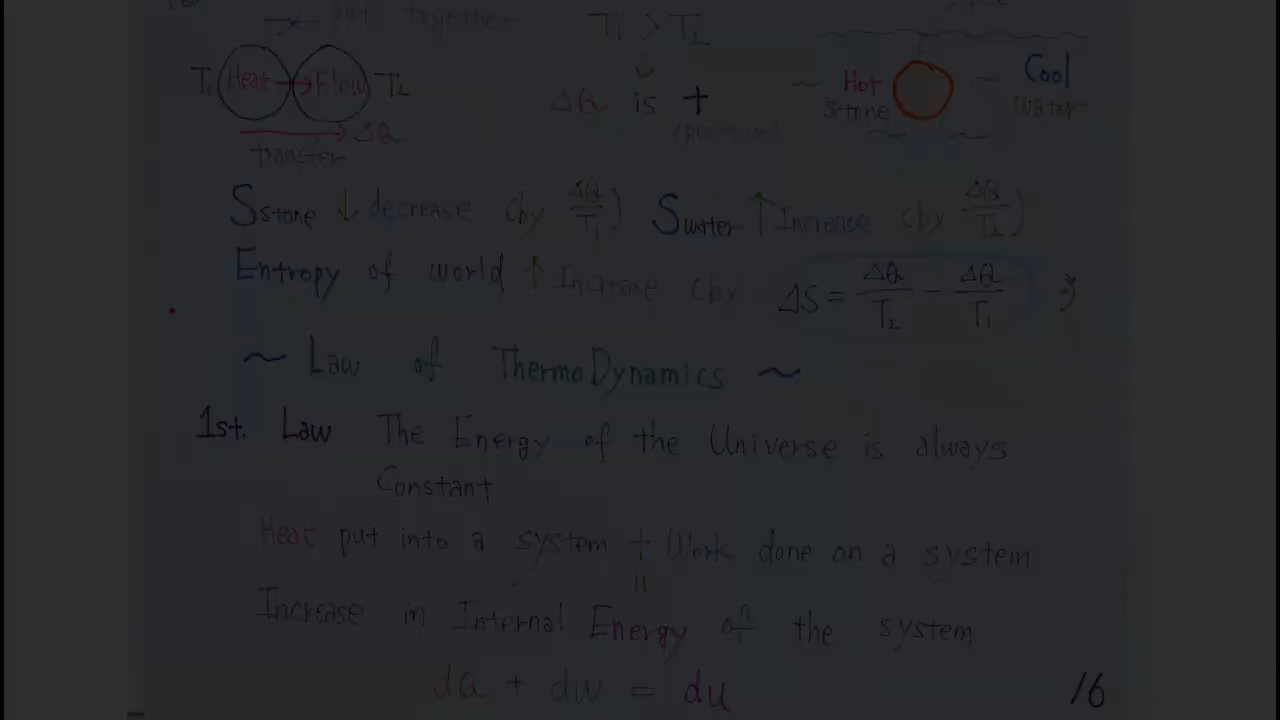 put together T₁ > T₂
T₁ Heat → Flow T₂ ΔQ is + Hot Stone Cool Water
(positive)
→ ΔQ
transfer
S stone ↓ decrease (by ΔQ/T₁) S water ↑ Increase (by ΔQ/T₂)
Entropy of world ↑ Increase (by ΔS = ΔQ/T₂ − ΔQ/T₁)
~ Law of ThermoDynamics ~
1st. Law The Energy of the Universe is always
Constant
Heat put into a system + Work done on a system
=
Increase in Internal Energy of the system
dQ + dW = dU
16